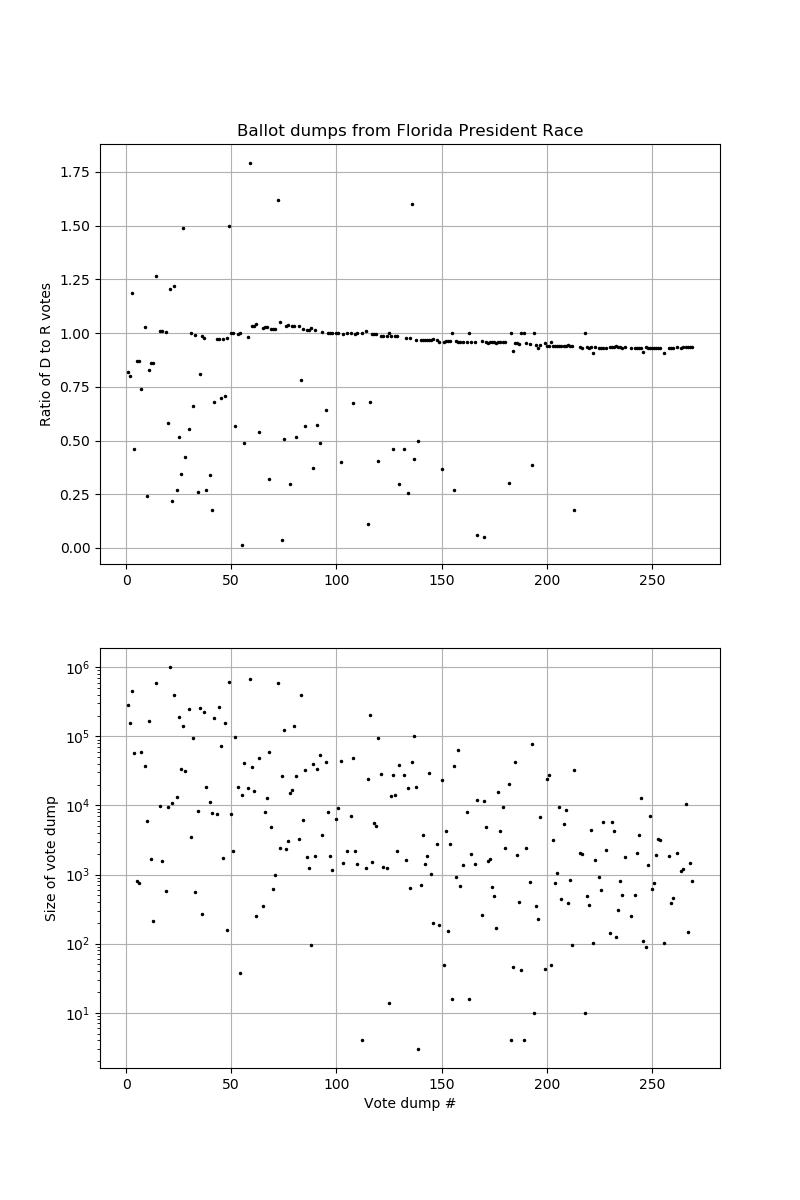 Ballot dumps from Florida President Race
Ratio of D to R votes
1.75
1.50
1.25
1.00
0.75
0.50
0.25
0.00
0 50 100 150 200 250
Size of vote dump
10⁶
10⁵
10⁴
10³
10²
10¹
0 50 100 150 200 250
Vote dump #